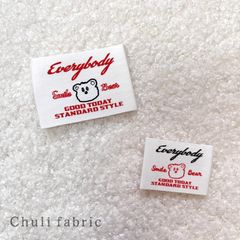 Everybody
Smile Bear
GOOD TODAY
STANDARD STYLE
Everybody
Smile Bear
GOOD TODAY
STANDARD STYLE
Chuli fabric